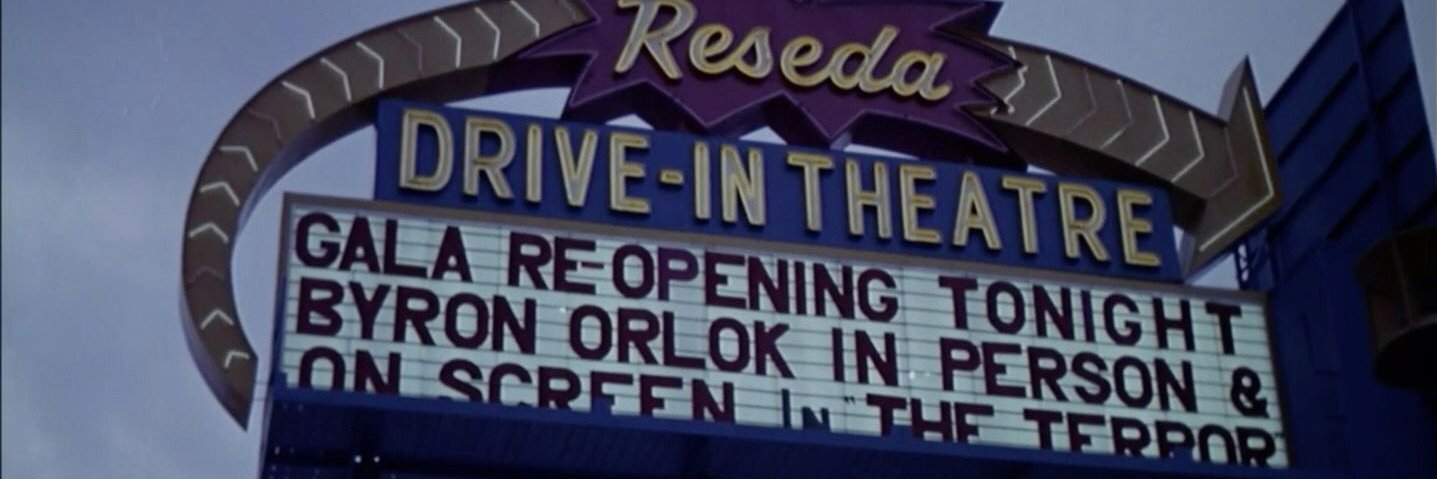 Reseda
DRIVE-IN THEATRE
GALA RE-OPENING TONIGHT
BYRON ORLOK IN PERSON &
ON SCREEN In "THE TERROR